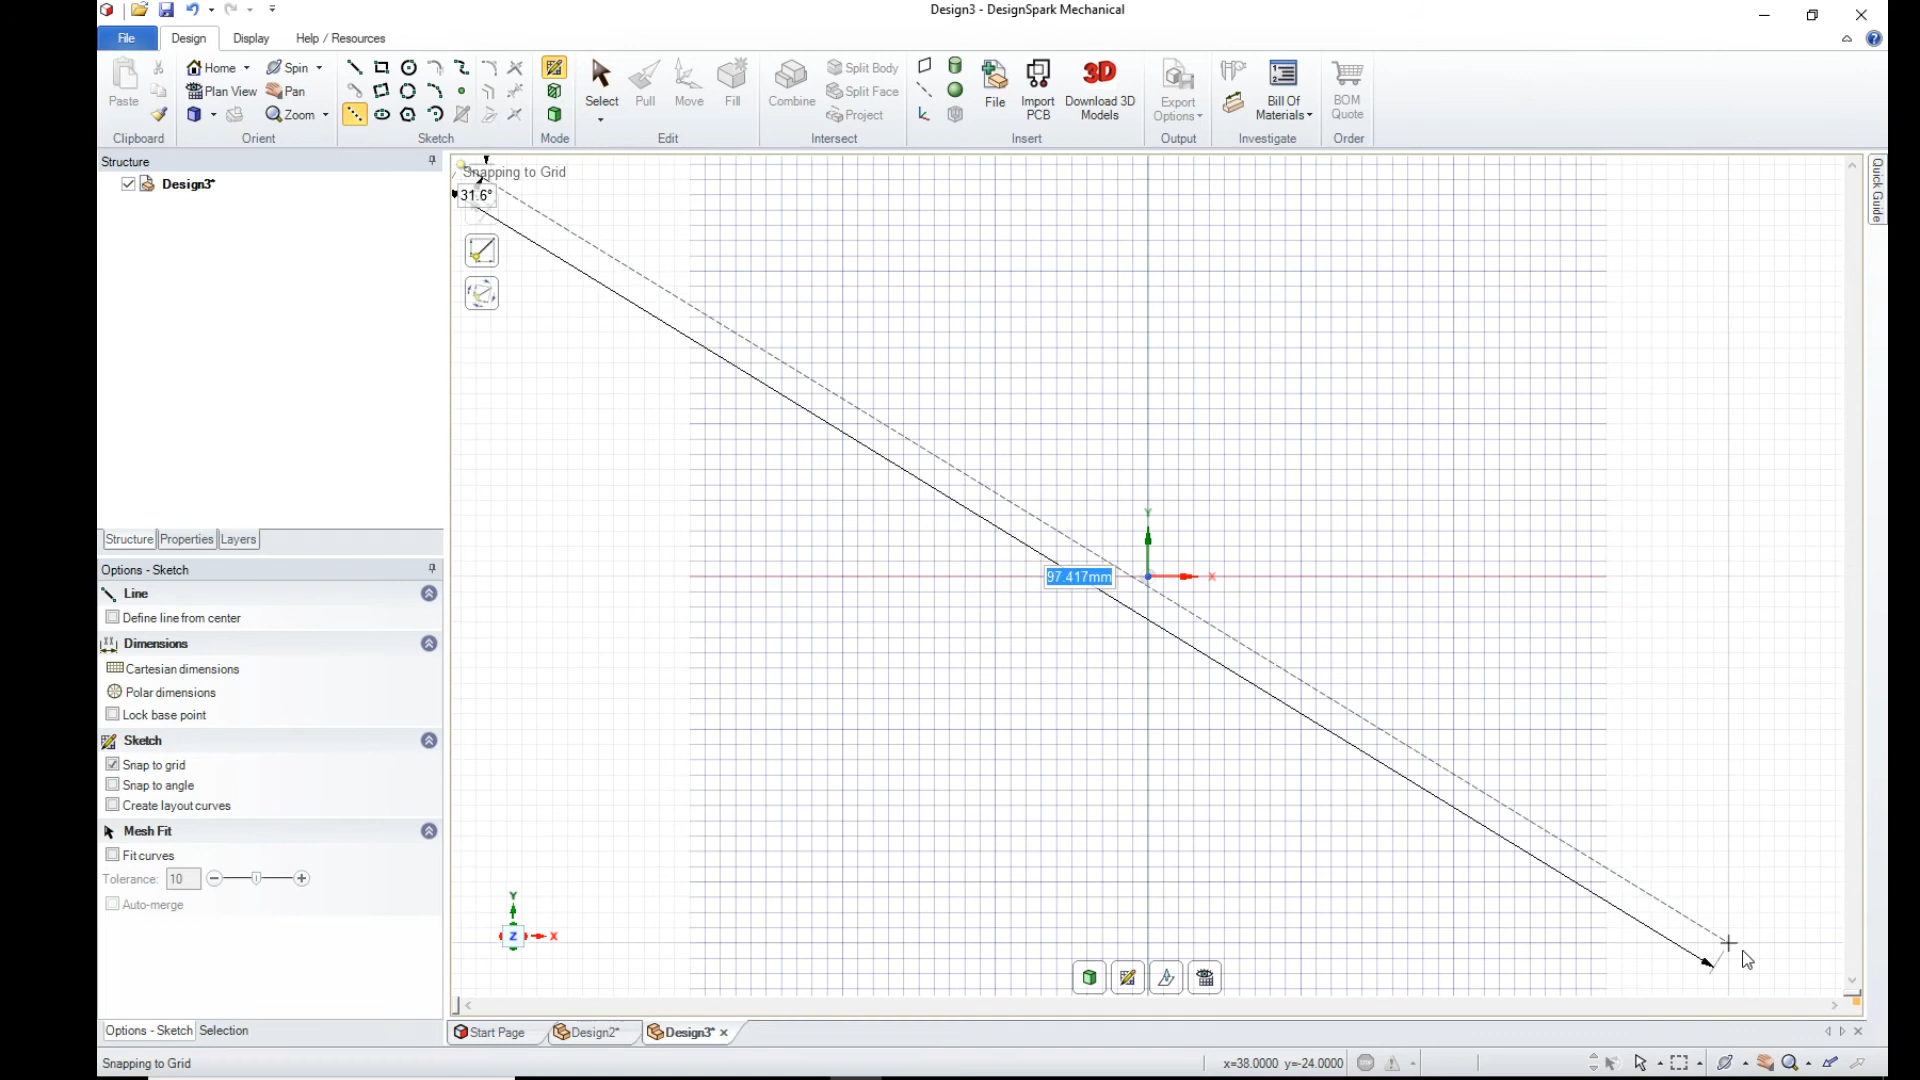 Design3 - DesignSpark Mechanical
File
Design
Display
Help / Resources
Paste
Home
Spin
Plan View
Pan
Zoom
Select
Pull
Move
Fill
Combine
Split Body
Split Face
Project
File
Import PCB
Download 3D Models
Export Options
Bill Of Materials
BOM Quote
Clipboard
Orient
Sketch
Mode
Edit
Intersect
Insert
Output
Investigate
Order
Structure
Design3*
Snapping to Grid
31.6°
Quick Guide
Y
X
97.417mm
Structure
Properties
Layers
Options - Sketch
Line
Define line from center
Dimensions
Cartesian dimensions
Polar dimensions
Lock base point
Sketch
Snap to grid
Snap to angle
Create layout curves
Mesh Fit
Fit curves
Tolerance: 10
Auto-merge
Y
Z
X
Options - Sketch
Selection
Start Page
Design2*
Design3*
Snapping to Grid
x=38.0000 y=-24.0000